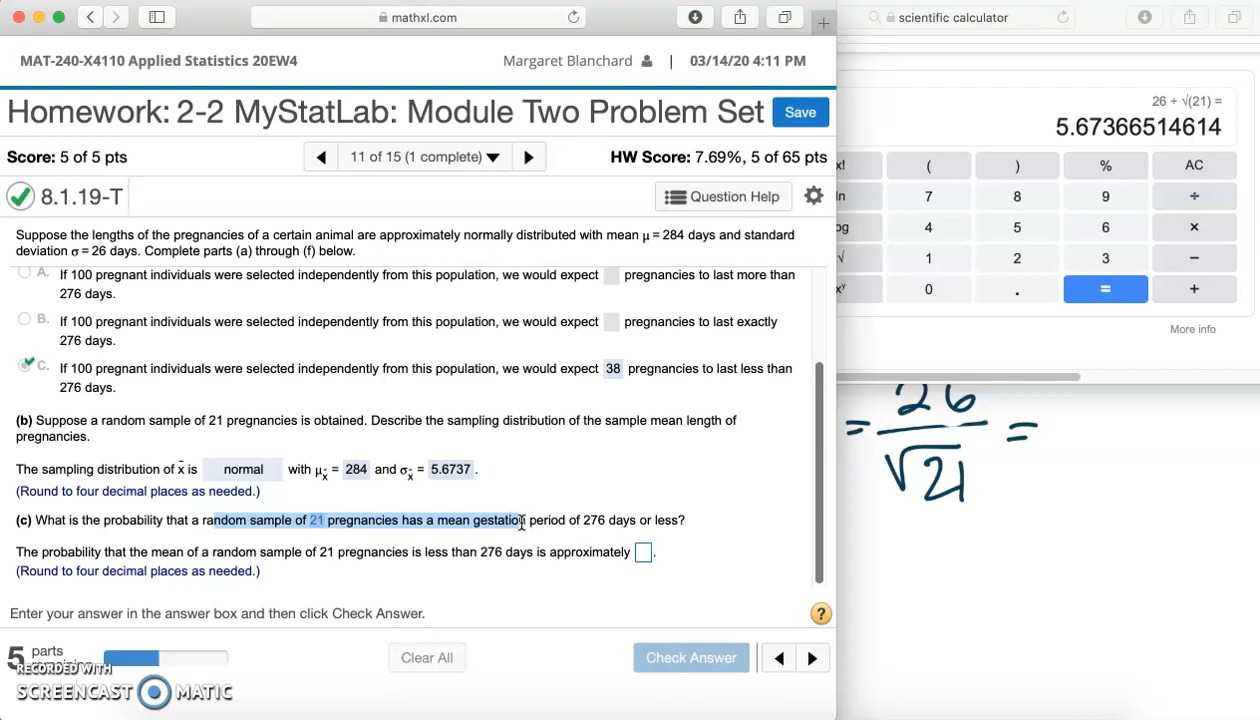 mathxl.com
scientific calculator
MAT-240-X4110 Applied Statistics 20EW4
Margaret Blanchard | 03/14/20 4:11 PM
Homework: 2-2 MyStatLab: Module Two Problem Set
Save
Score: 5 of 5 pts
11 of 15 (1 complete)
HW Score: 7.69%, 5 of 65 pts
8.1.19-T
Question Help
Suppose the lengths of the pregnancies of a certain animal are approximately normally distributed with mean μ = 284 days and standard
deviation σ = 26 days. Complete parts (a) through (f) below.
A. If 100 pregnant individuals were selected independently from this population, we would expect pregnancies to last more than
276 days.
B. If 100 pregnant individuals were selected independently from this population, we would expect pregnancies to last exactly
276 days.
C. If 100 pregnant individuals were selected independently from this population, we would expect 38 pregnancies to last less than
276 days.
(b) Suppose a random sample of 21 pregnancies is obtained. Describe the sampling distribution of the sample mean length of
pregnancies.
The sampling distribution of x̄ is normal with μx̄ = 284 and σx̄ = 5.6737 .
(Round to four decimal places as needed.)
(c) What is the probability that a random sample of 21 pregnancies has a mean gestation period of 276 days or less?
The probability that the mean of a random sample of 21 pregnancies is less than 276 days is approximately .
(Round to four decimal places as needed.)
Enter your answer in the answer box and then click Check Answer.
?
5 parts
remaining
Clear All
Check Answer
RECORDED WITH
SCREENCAST MATIC
26 ÷ √(21) =
5.67366514614
x! ( ) % AC
ln 7 8 9 ÷
og 4 5 6 ×
√ 1 2 3 −
xʸ 0 . = +
More info
= 26 =
√21